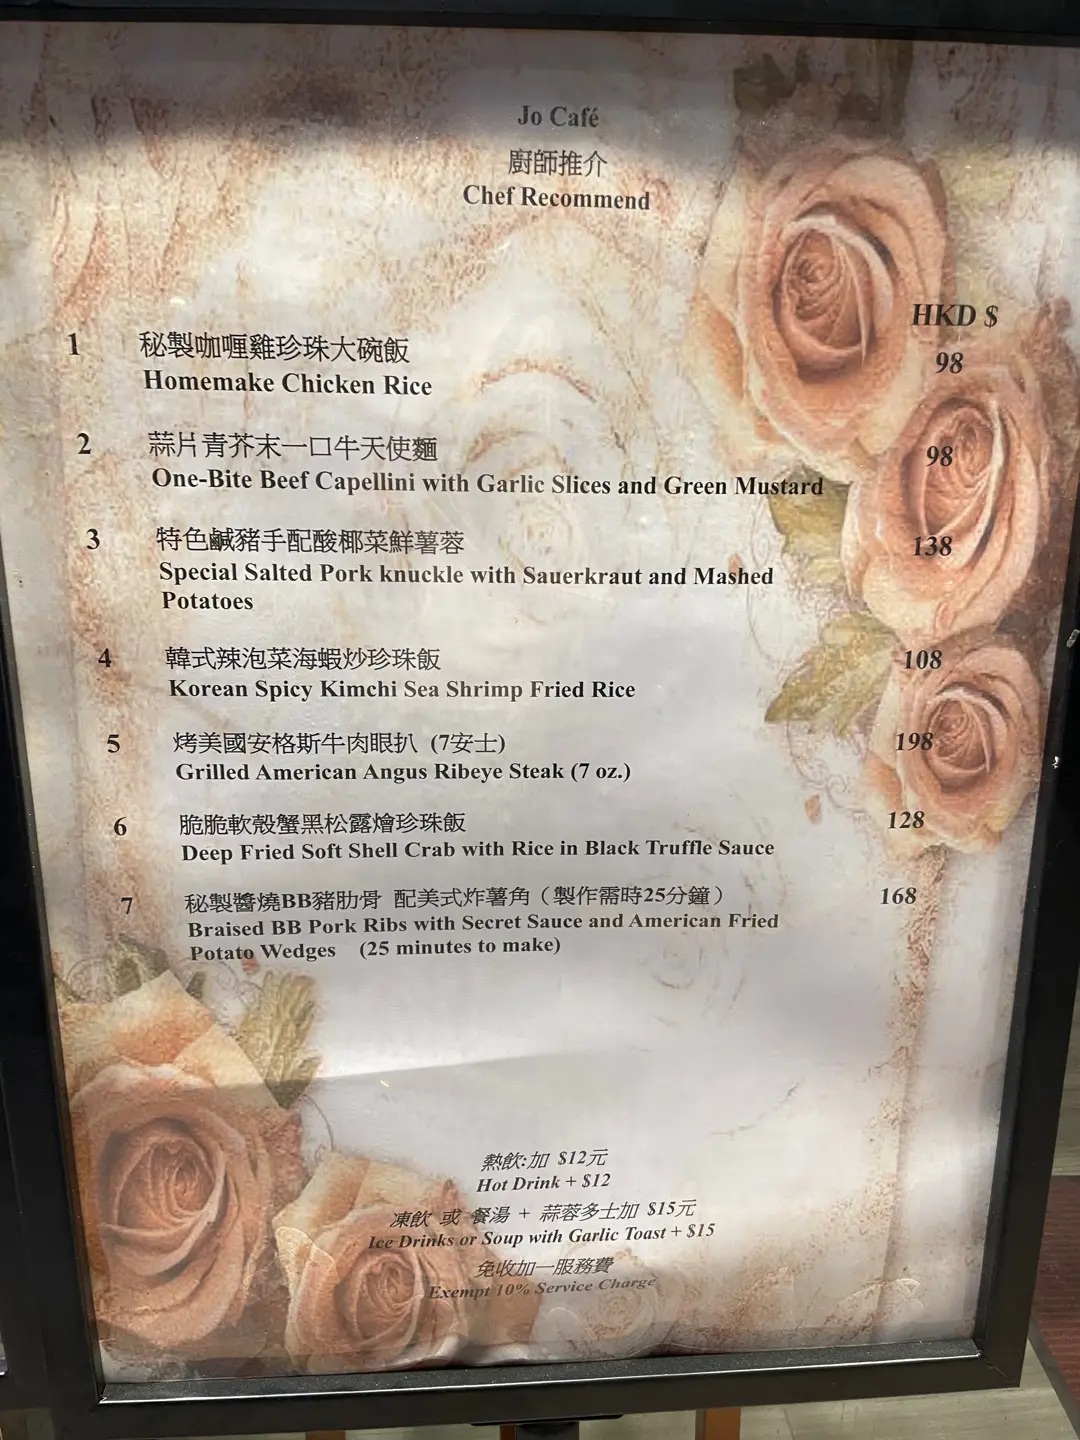 Jo Café
廚師推介
Chef Recommend
HKD $
1 秘製咖喱雞珍珠大碗飯 98
Homemake Chicken Rice
2 蒜片青芥末一口牛天使麵 98
One-Bite Beef Capellini with Garlic Slices and Green Mustard
3 特色鹹豬手配酸椰菜鮮薯蓉 138
Special Salted Pork knuckle with Sauerkraut and Mashed
Potatoes
4 韓式辣泡菜海蝦炒珍珠飯 108
Korean Spicy Kimchi Sea Shrimp Fried Rice
5 烤美國安格斯牛肉眼扒 (7安士) 198
Grilled American Angus Ribeye Steak (7 oz.)
6 脆脆軟殼蟹黑松露燴珍珠飯 128
Deep Fried Soft Shell Crab with Rice in Black Truffle Sauce
7 秘製醬燒BB豬肋骨 配美式炸薯角（製作需時25分鐘） 168
Braised BB Pork Ribs with Secret Sauce and American Fried
Potato Wedges (25 minutes to make)
熱飲:加 $12元
Hot Drink + $12
凍飲 或 餐湯 + 蒜蓉多士加 $15元
Ice Drinks or Soup with Garlic Toast + $15
免收加一服務費
Exempt 10% Service Charge